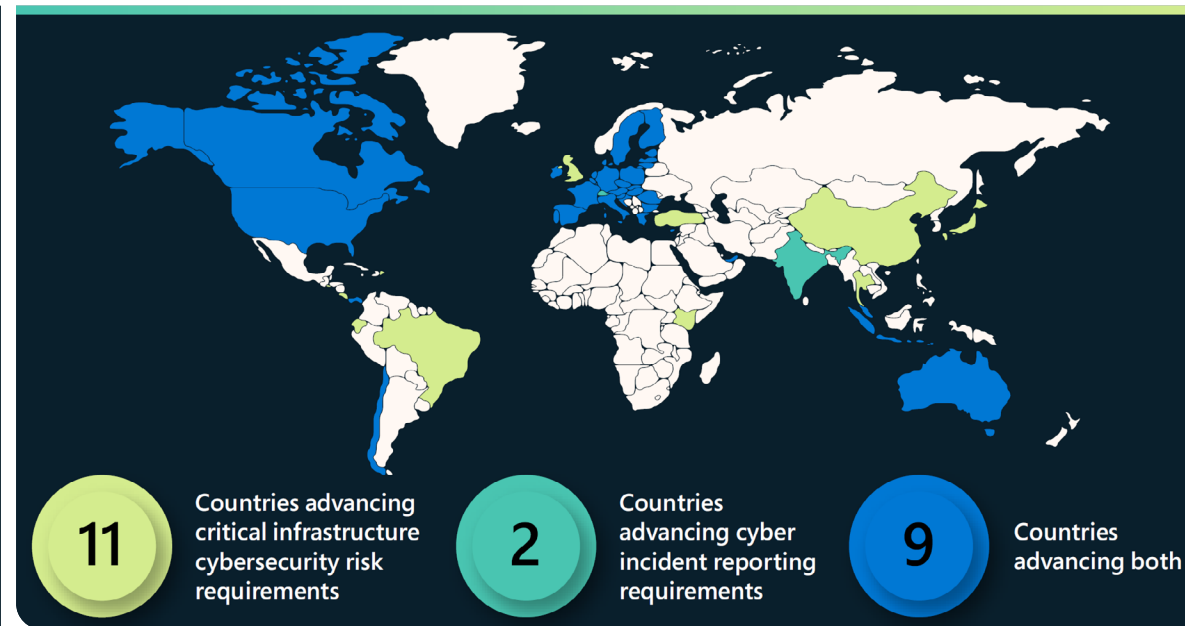 11
Countries advancing
critical infrastructure
cybersecurity risk
requirements
2
Countries
advancing cyber
incident reporting
requirements
9
Countries
advancing both